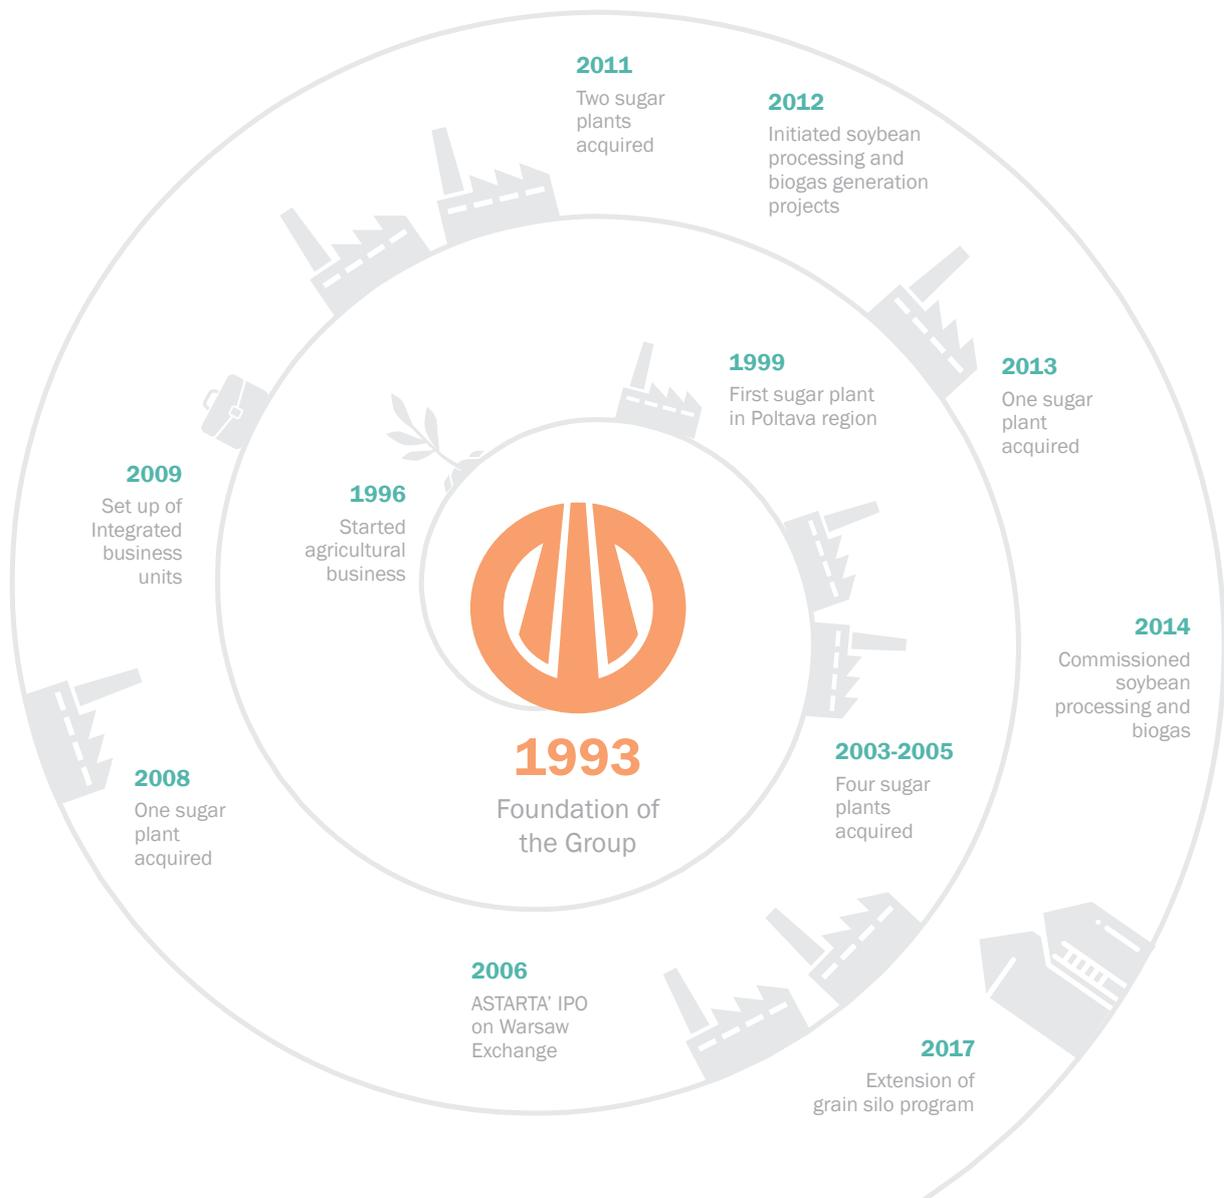 1993
Foundation of
the Group
1996
Started
agricultural
business
1999
First sugar plant
in Poltava region
2003-2005
Four sugar
plants
acquired
2006
ASTARTA’ IPO
on Warsaw
Exchange
2008
One sugar
plant
acquired
2009
Set up of
Integrated
business
units
2011
Two sugar
plants
acquired
2012
Initiated soybean
processing and
biogas generation
projects
2013
One sugar
plant
acquired
2014
Commissioned
soybean
processing and
biogas
2017
Extension of
grain silo program